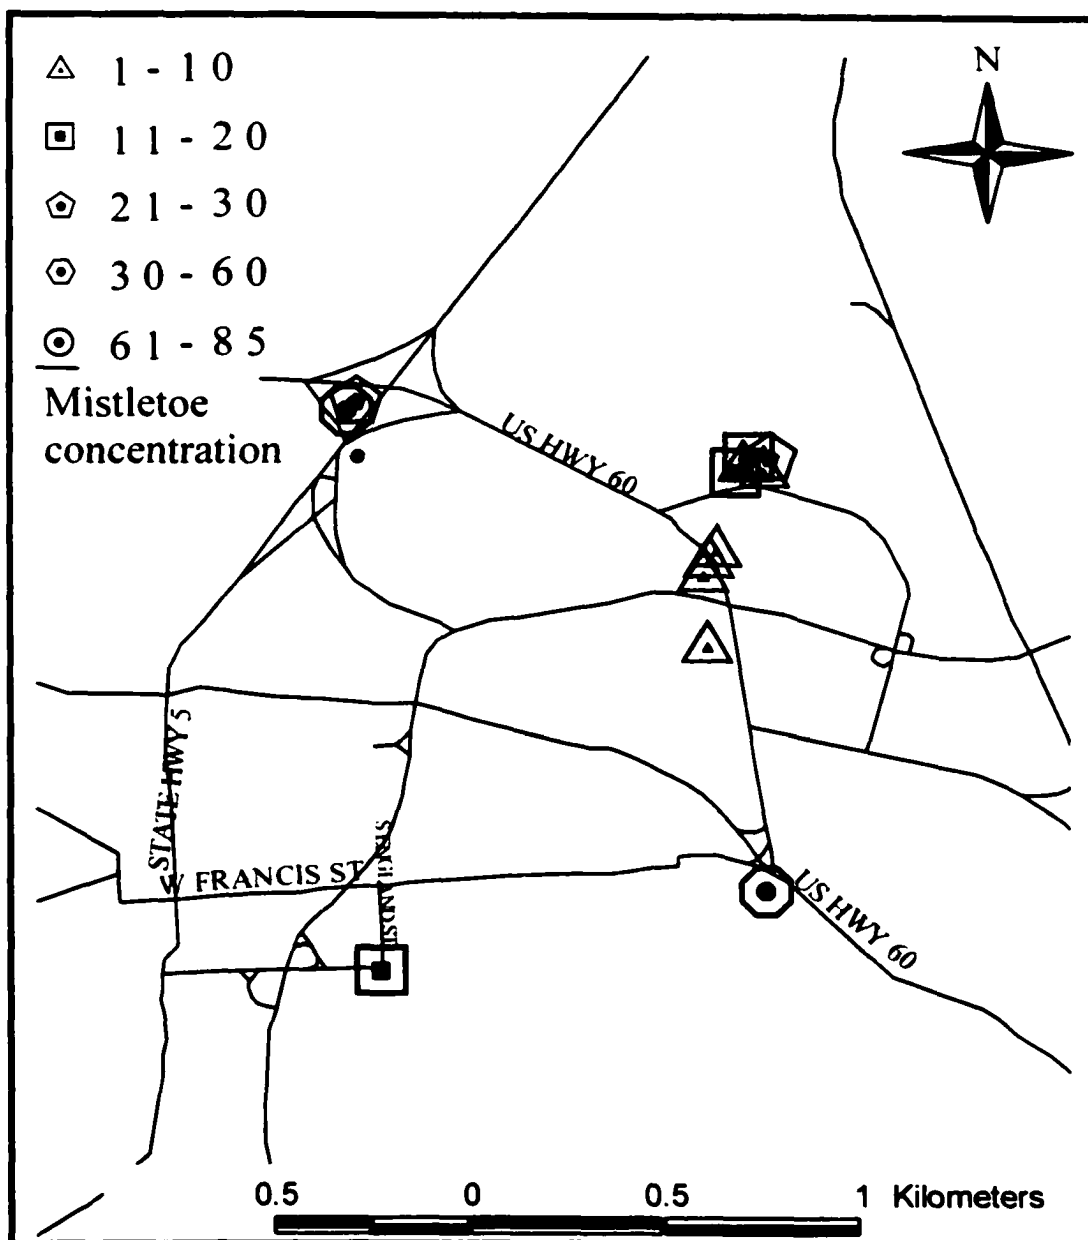 1 - 10
N
11 - 20
21 - 30
30 - 60
61 - 85
Mistletoe
concentration
US HWY 60
STATE HWY 5
W FRANCIS ST
US HWY 60
0.5 0 0.5 1 Kilometers